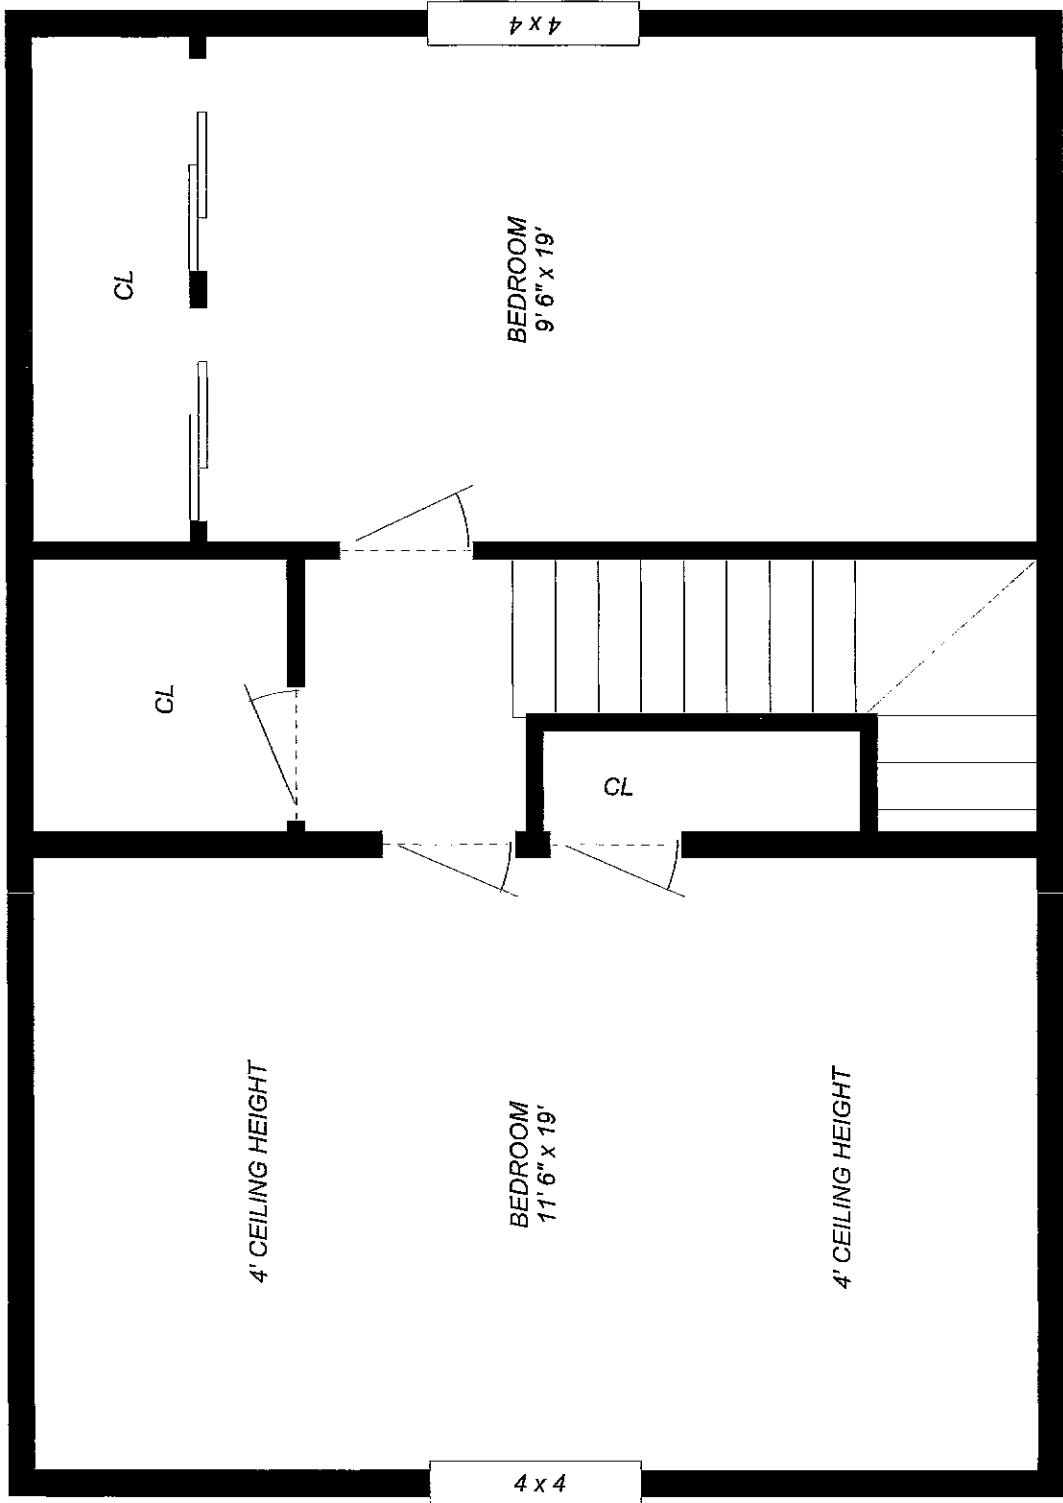 4 x 4
CL
BEDROOM
9' 6" x 19'
CL
CL
4' CEILING HEIGHT
BEDROOM
11' 6" x 19'
4' CEILING HEIGHT
4 x 4